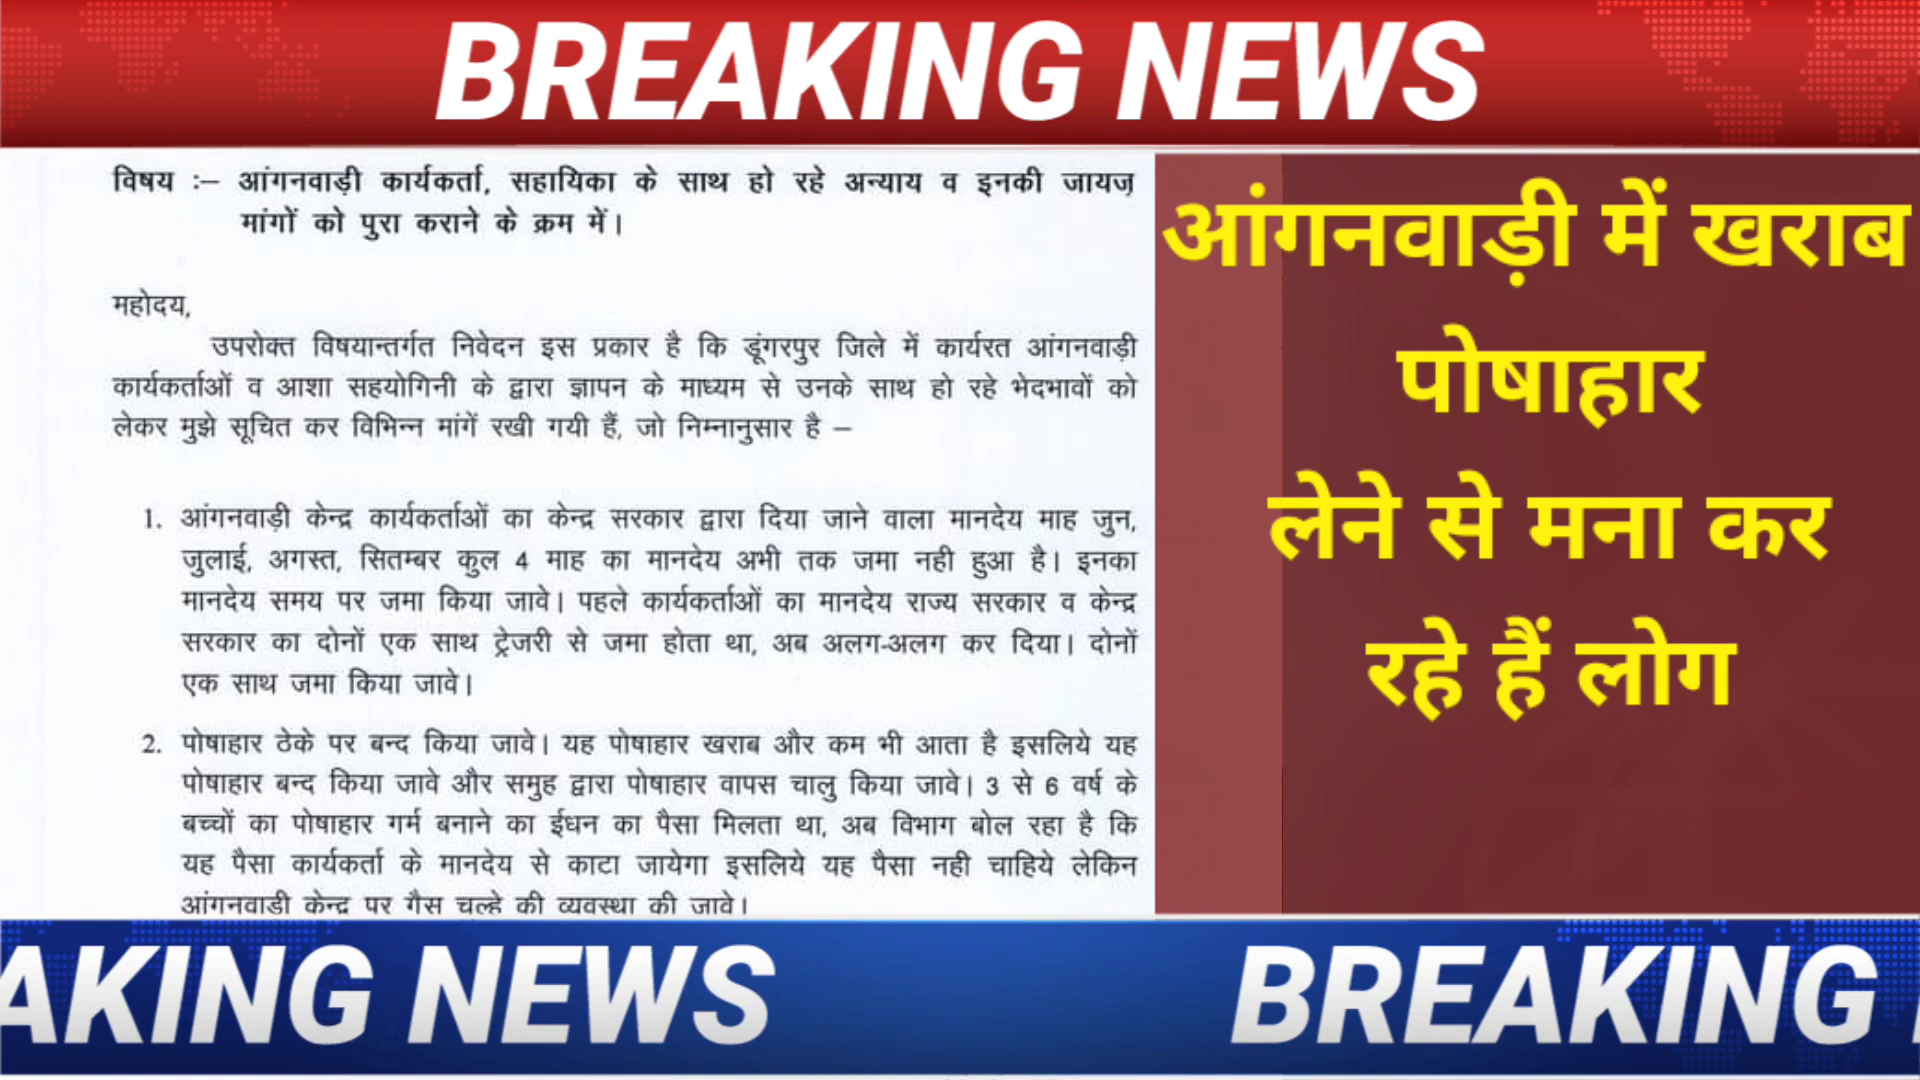 BREAKING NEWS
विषय :– आंगनवाड़ी कार्यकर्ता, सहायिका के साथ हो रहे अन्याय व इनकी जायज़
मांगों को पुरा कराने के क्रम में।
महोदय,
उपरोक्त विषयान्तर्गत निवेदन इस प्रकार है कि डूंगरपुर जिले में कार्यरत आंगनवाड़ी
कार्यकर्ताओं व आशा सहयोगिनी के द्वारा ज्ञापन के माध्यम से उनके साथ हो रहे भेदभावों को
लेकर मुझे सूचित कर विभिन्न मांगें रखी गयी हैं, जो निम्नानुसार है –
1. आंगनवाड़ी केन्द्र कार्यकर्ताओं का केन्द्र सरकार द्वारा दिया जाने वाला मानदेय माह जुन,
जुलाई, अगस्त, सितम्बर कुल 4 माह का मानदेय अभी तक जमा नही हुआ है। इनका
मानदेय समय पर जमा किया जावे। पहले कार्यकर्ताओं का मानदेय राज्य सरकार व केन्द्र
सरकार का दोनों एक साथ ट्रेजरी से जमा होता था, अब अलग-अलग कर दिया। दोनों
एक साथ जमा किया जावे।
2. पोषाहार ठेके पर बन्द किया जावे। यह पोषाहार खराब और कम भी आता है इसलिये यह
पोषाहार बन्द किया जावे और समुह द्वारा पोषाहार वापस चालु किया जावे। 3 से 6 वर्ष के
बच्चों का पोषाहार गर्म बनाने का ईधन का पैसा मिलता था, अब विभाग बोल रहा है कि
यह पैसा कार्यकर्ता के मानदेय से काटा जायेगा इसलिये यह पैसा नही चाहिये लेकिन
आंगनवाडी केन्द्र पर गैस चुल्हे की व्यवस्था की जावे।
आंगनवाड़ी में खराब
पोषाहार
लेने से मना कर
रहे हैं लोग
AKING NEWS
BREAKING